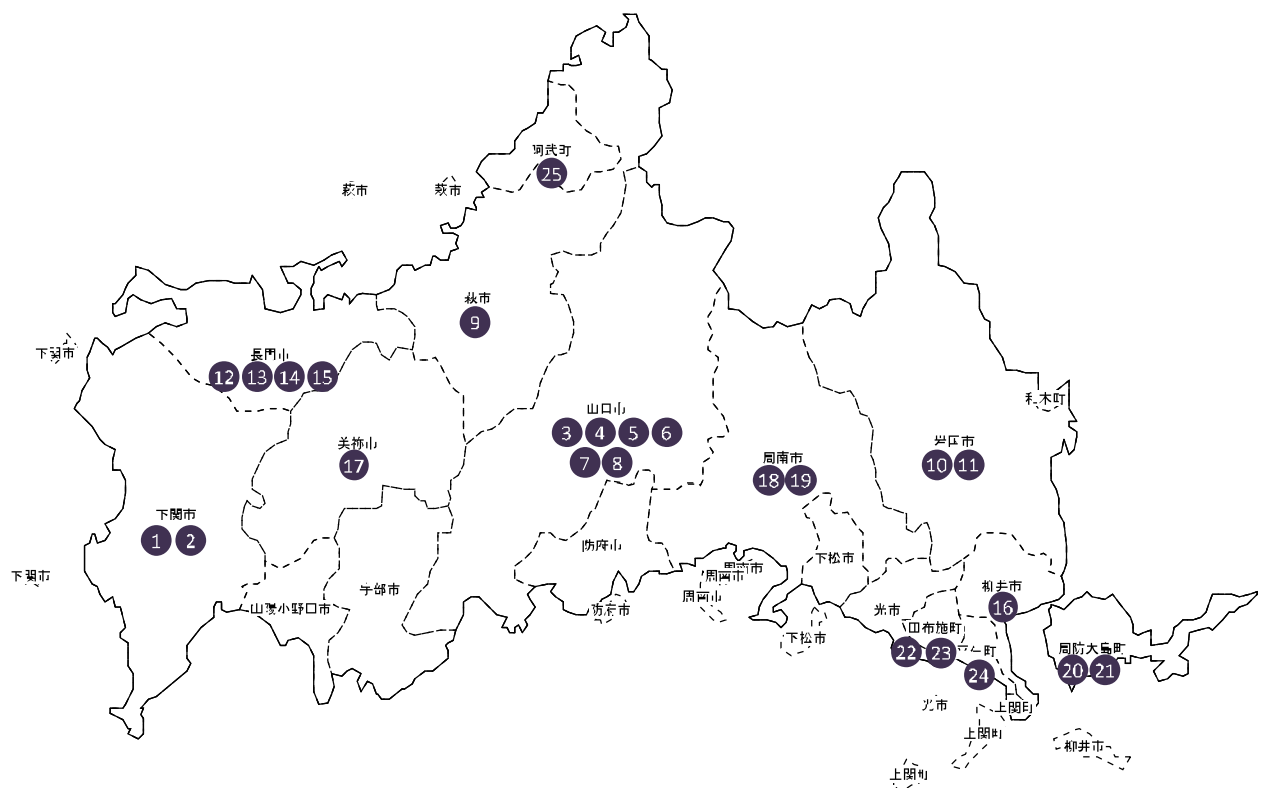 阿武町
25
萩市
萩市
萩市
9
下関市
長門市
12 13 14 15
山口市
3 4 5 6
7 8
美祢市
17
周南市
18 19
岩国市
10 11
和木町
下関市
1 2
防府市
下松市
周南市
周南市
周南市
下関市
宇部市
山陽小野田市
防府市
下松市
光市
柳井市
16
田布施町
22 23
24
周防大島町
20 21
光市
上関町
上関町
柳井市
上関町